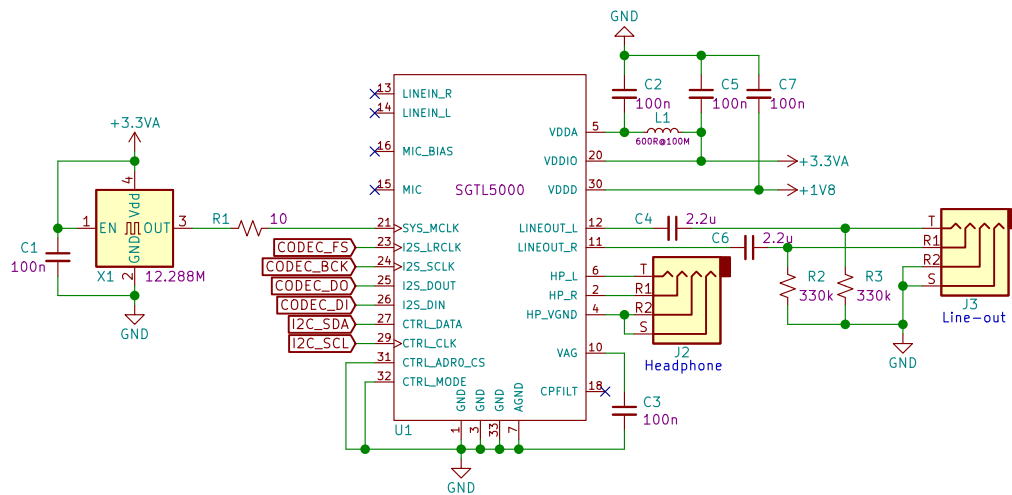 GND
C2
100n
C5
100n
C7
100n
L1
600R@100M
+3.3VA
+1V8
+3.3VA
C1
100n
1
EN
4
Vdd
GND
2
OUT
3
X1
12.288M
GND
R1
10
CODEC_FS
CODEC_BCK
CODEC_DO
CODEC_DI
I2C_SDA
I2C_SCL
13
LINEIN_R
14
LINEIN_L
16
MIC_BIAS
15
MIC
21
SYS_MCLK
23
I2S_LRCLK
24
I2S_SCLK
25
I2S_DOUT
26
I2S_DIN
27
CTRL_DATA
29
CTRL_CLK
31
CTRL_ADR0_CS
32
CTRL_MODE
SGTL5000
VDDA
5
VDDIO
20
VDDD
30
LINEOUT_L
12
LINEOUT_R
11
HP_L
6
HP_R
2
HP_VGND
4
VAG
10
CPFILT
18
GND
1
GND
3
GND
33
AGND
7
U1
GND
C4
2.2u
C6
2.2u
R2
330k
R3
330k
T
R1
R2
S
J2
Headphone
C3
100n
T
R1
R2
S
J3
Line-out
GND